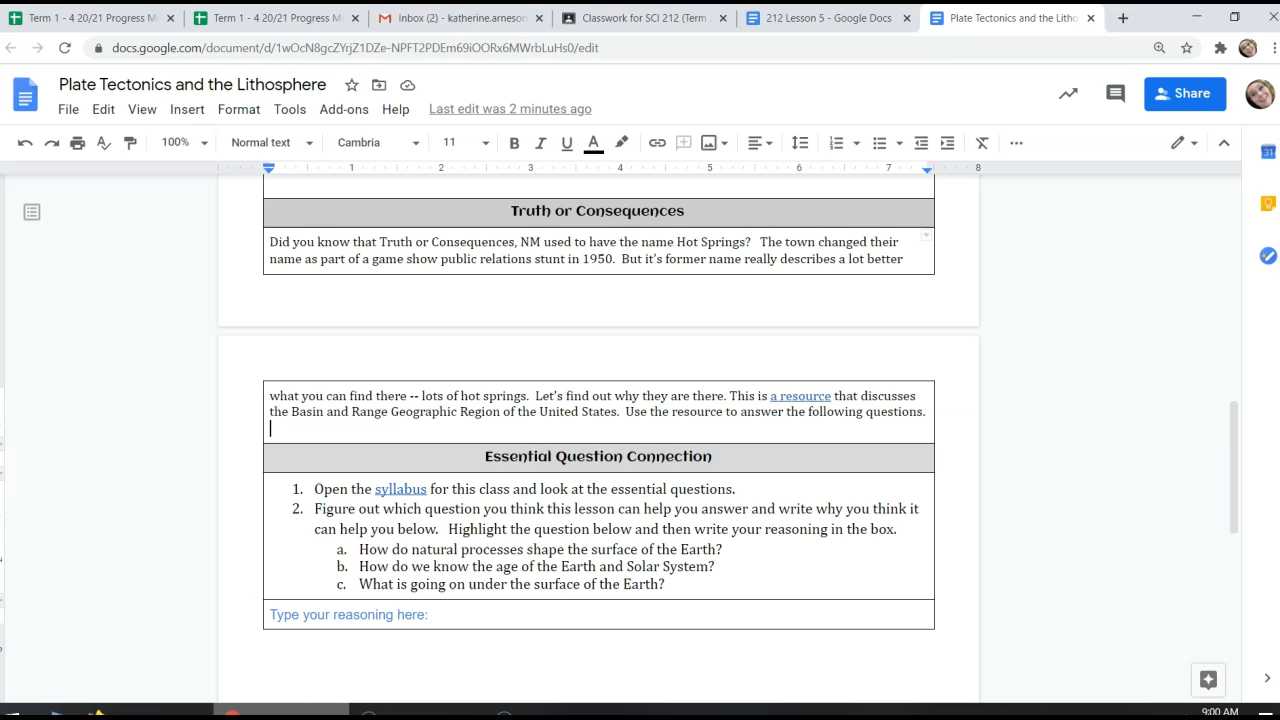 Term 1 - 4 20/21 Progress M
Term 1 - 4 20/21 Progress M
Inbox (2) - katherine.arneson
Classwork for SCI 212 (Term
212 Lesson 5 - Google Docs
Plate Tectonics and the Litho
docs.google.com/document/d/1wOcN8gcZYrjZ1DZe-NPFT2PDEm69iOORx6MWrbLuHs0/edit
Plate Tectonics and the Lithosphere
File Edit View Insert Format Tools Add-ons Help Last edit was 2 minutes ago
Share
100% Normal text Cambria 11 B I U A
1 2 3 4 5 6 7 8
31
Truth or Consequences
Did you know that Truth or Consequences, NM used to have the name Hot Springs? The town changed their
name as part of a game show public relations stunt in 1950. But it's former name really describes a lot better
what you can find there -- lots of hot springs. Let's find out why they are there. This is a resource that discusses
the Basin and Range Geographic Region of the United States. Use the resource to answer the following questions.
Essential Question Connection
1. Open the syllabus for this class and look at the essential questions.
2. Figure out which question you think this lesson can help you answer and write why you think it
can help you below. Highlight the question below and then write your reasoning in the box.
a. How do natural processes shape the surface of the Earth?
b. How do we know the age of the Earth and Solar System?
c. What is going on under the surface of the Earth?
Type your reasoning here:
9:00 AM